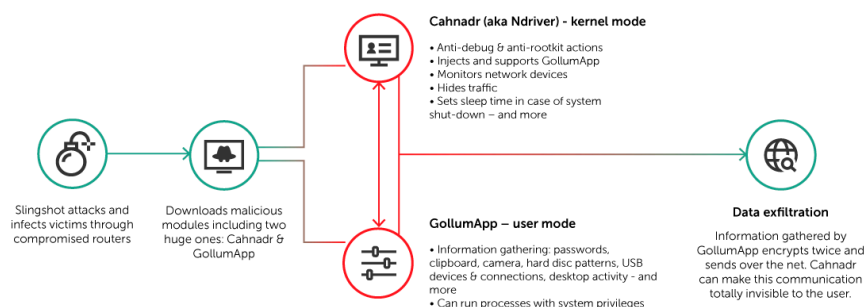 Cahnadr (aka Ndriver) - kernel mode
• Anti-debug & anti-rootkit actions
• Injects and supports GollumApp
• Monitors network devices
• Hides traffic
• Sets sleep time in case of system
shut-down – and more
Slingshot attacks and
infects victims through
compromised routers
Downloads malicious
modules including two
huge ones: Cahnadr &
GollumApp
GollumApp – user mode
• Information gathering: passwords,
clipboard, camera, hard disc patterns, USB
devices & connections, desktop activity - and
more
• Can run processes with system privileges
Data exfiltration
Information gathered by
GollumApp encrypts twice and
sends over the net. Cahnadr
can make this communication
totally invisible to the user.